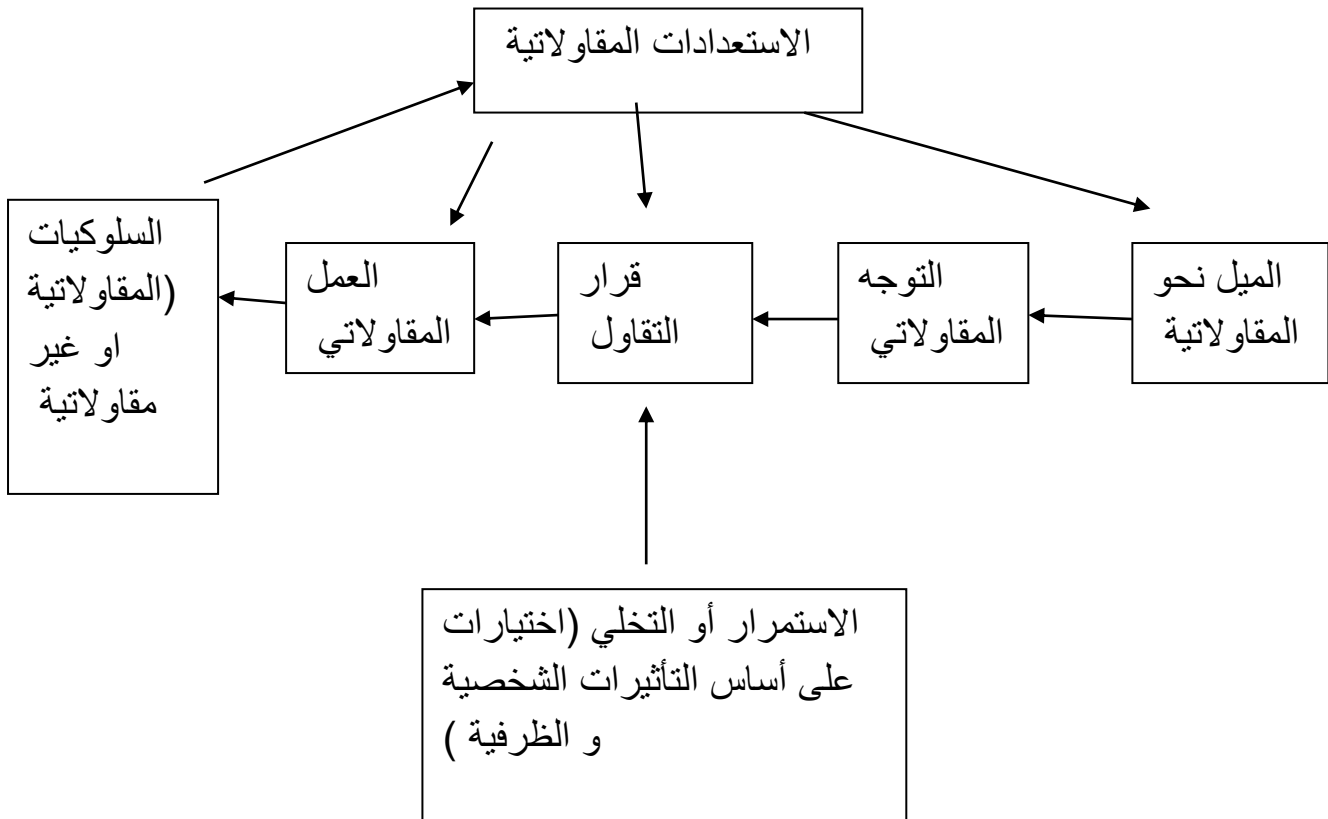 الاستعدادات المقاولاتية
الميل نحو
المقاولاتية
التوجه
المقاولاتي
قرار
التقاول
العمل
المقاولاتي
السلوكيات
(المقاولاتية
او غير
مقاولاتية
الاستمرار أو التخلي (اختيارات
على أساس التأثيرات الشخصية
و الظرفية )